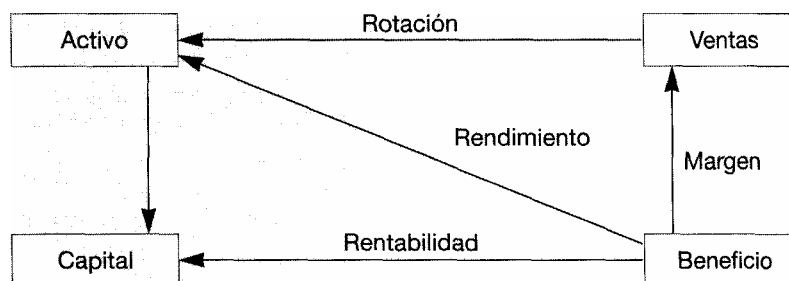 Activo
Rotación
Ventas
Rendimiento
Margen
Capital
Rentabilidad
Beneficio